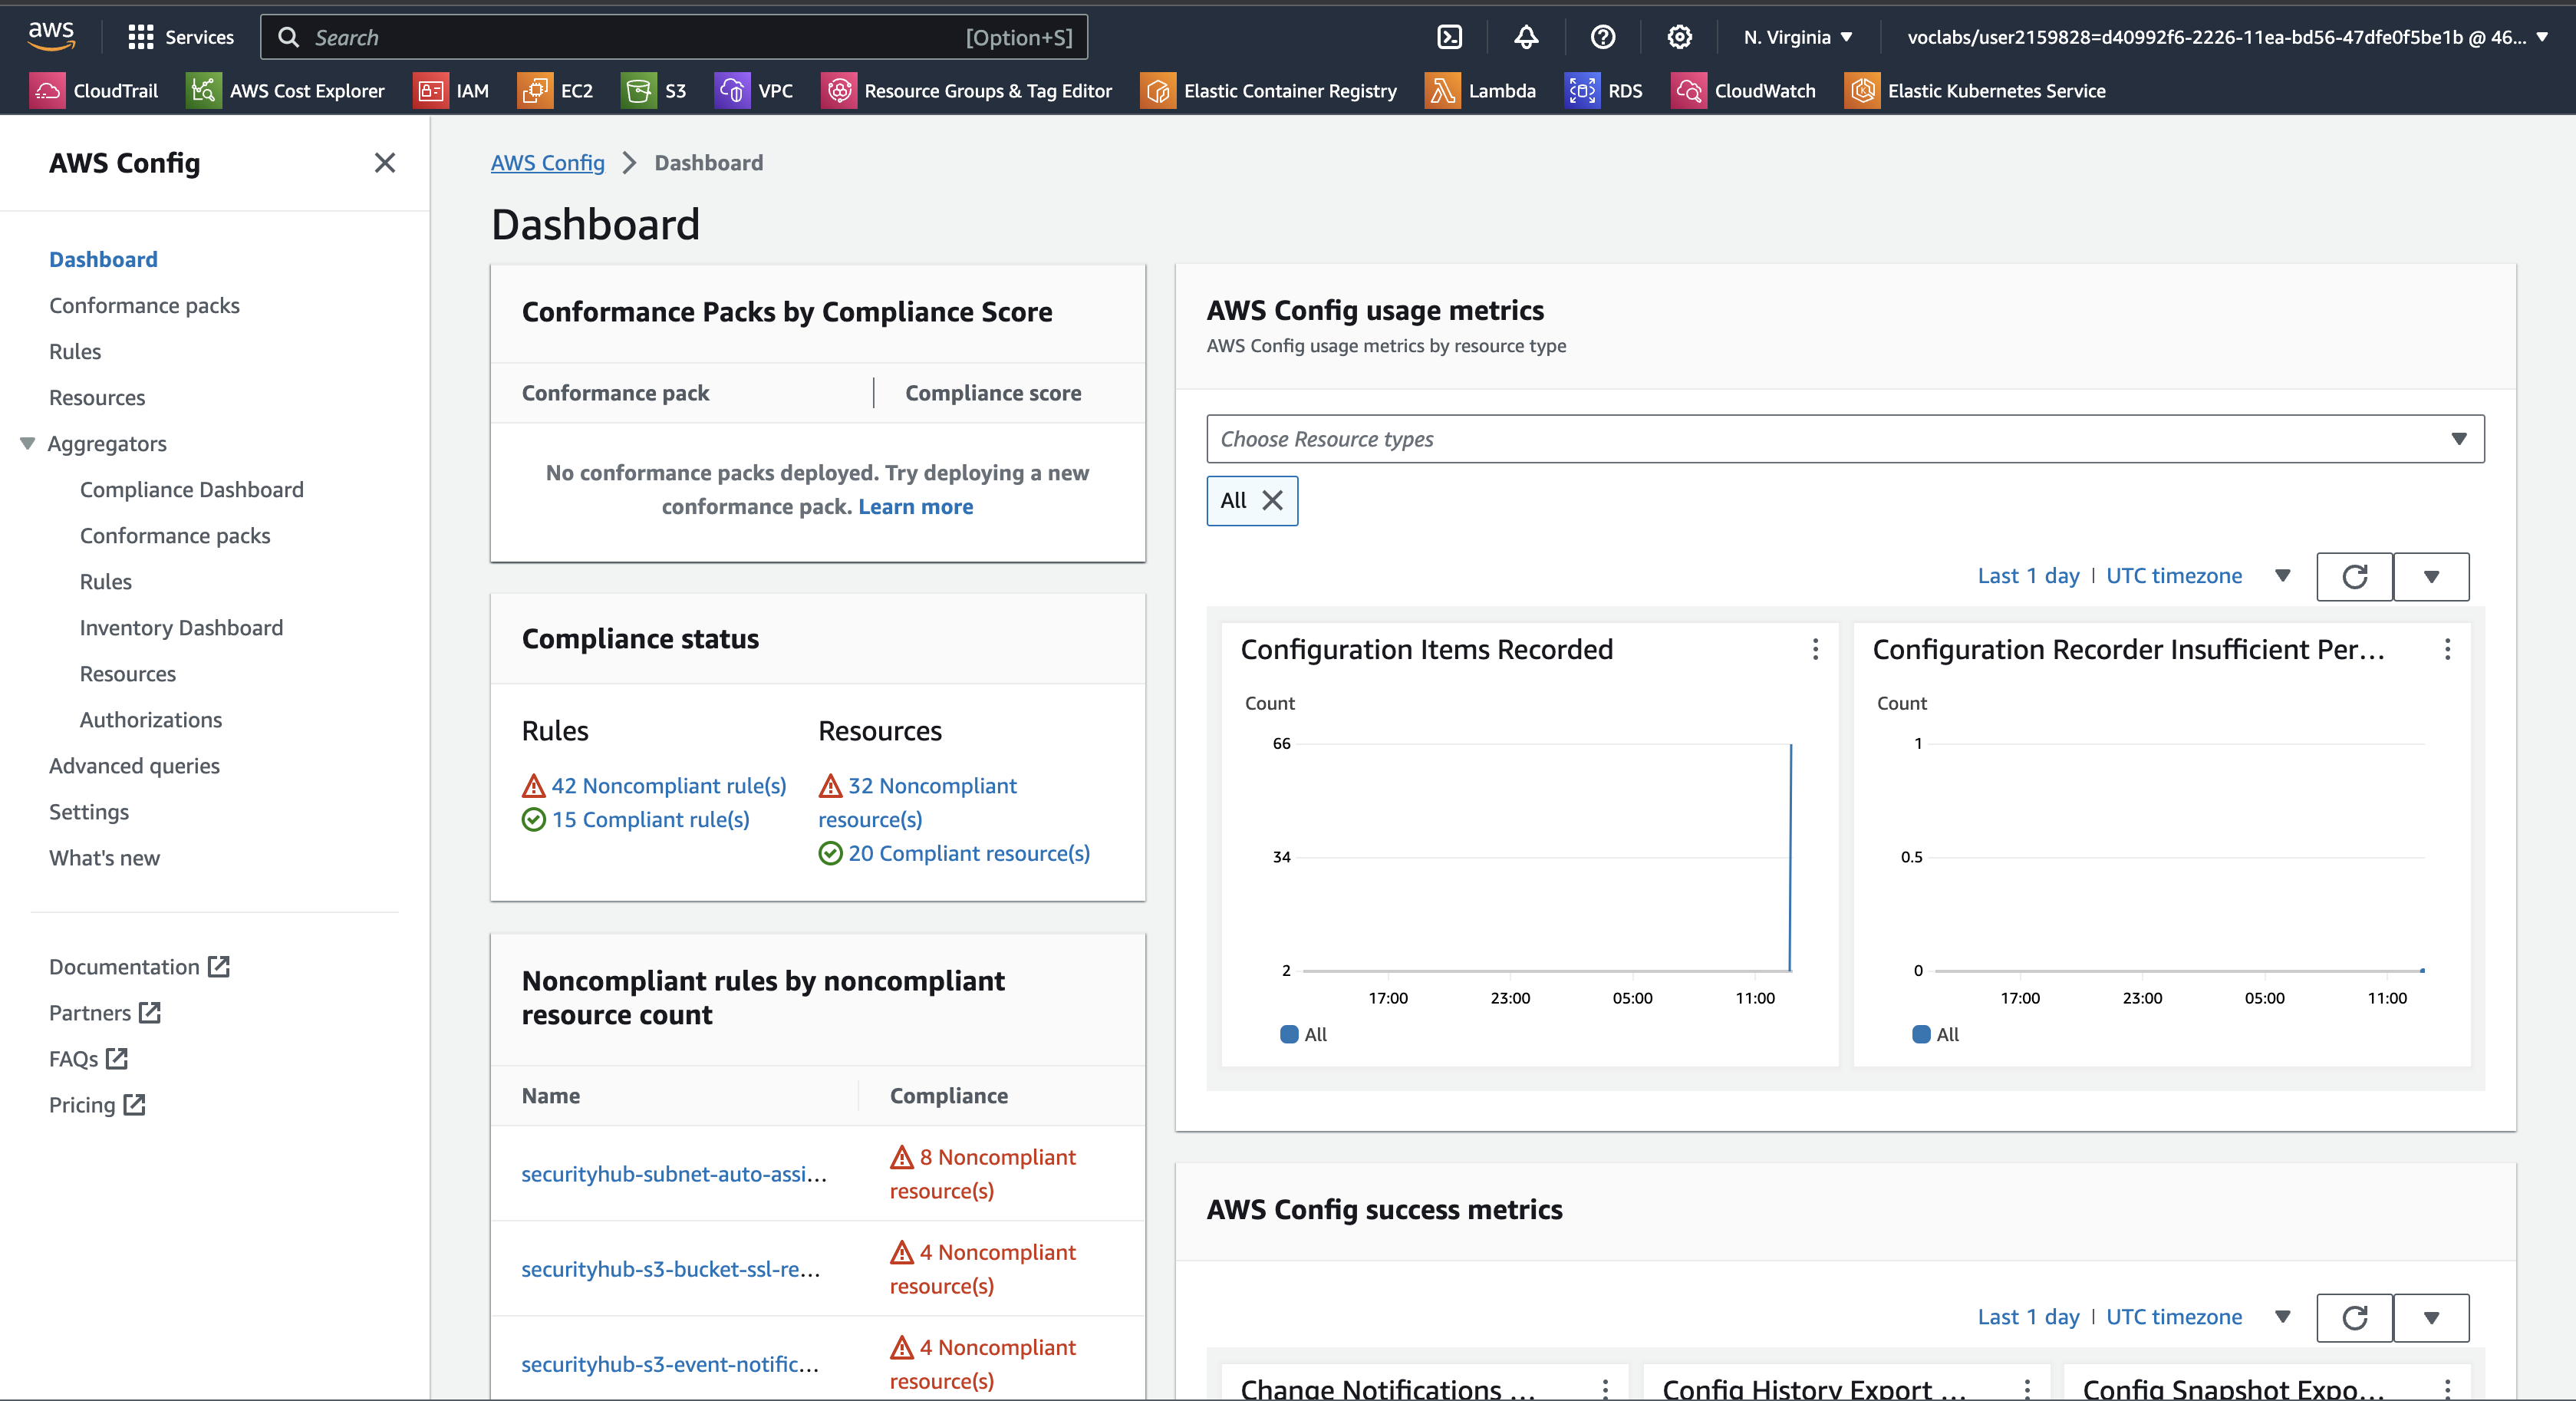 aws
Services
Search
[Option+S]
N. Virginia
voclabs/user2159828=d40992f6-2226-11ea-bd56-47dfe0f5be1b @ 46...
CloudTrail
AWS Cost Explorer
IAM
EC2
S3
VPC
Resource Groups & Tag Editor
Elastic Container Registry
Lambda
RDS
CloudWatch
Elastic Kubernetes Service
AWS Config
Dashboard
Conformance packs
Rules
Resources
Aggregators
Compliance Dashboard
Conformance packs
Rules
Inventory Dashboard
Resources
Authorizations
Advanced queries
Settings
What's new
Documentation
Partners
FAQs
Pricing
AWS Config
Dashboard
Dashboard
Conformance Packs by Compliance Score
Conformance pack
Compliance score
No conformance packs deployed. Try deploying a new
conformance pack. Learn more
Compliance status
Rules
42 Noncompliant rule(s)
15 Compliant rule(s)
Resources
32 Noncompliant
resource(s)
20 Compliant resource(s)
Noncompliant rules by noncompliant
resource count
Name
Compliance
securityhub-subnet-auto-assi...
8 Noncompliant
resource(s)
securityhub-s3-bucket-ssl-re...
4 Noncompliant
resource(s)
securityhub-s3-event-notific...
4 Noncompliant
resource(s)
AWS Config usage metrics
AWS Config usage metrics by resource type
Choose Resource types
All
Last 1 day | UTC timezone
Configuration Items Recorded
Count
66
34
2
17:00
23:00
05:00
11:00
All
Configuration Recorder Insufficient Per...
Count
1
0.5
0
17:00
23:00
05:00
11:00
All
AWS Config success metrics
Last 1 day | UTC timezone
Change Notifications ...
Config History Export ...
Config Snapshot Expo...